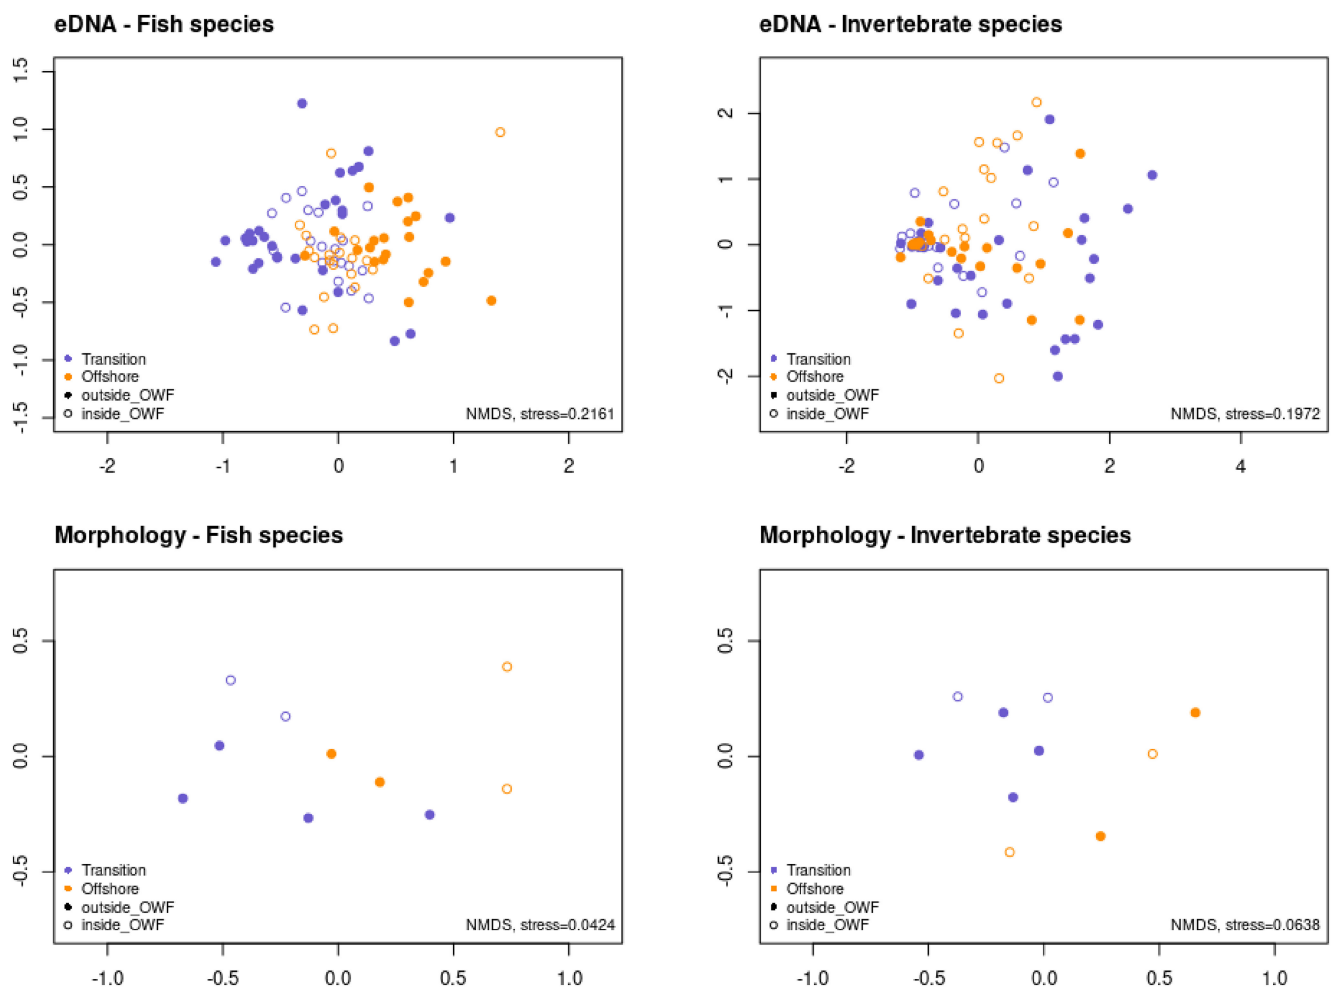 eDNA - Fish species
1.5
1.0
0.5
0.0
-0.5
-1.0
-1.5
Transition
Offshore
outside_OWF
inside_OWF
NMDS, stress=0.2161
-2 -1 0 1 2
eDNA - Invertebrate species
2
1
0
-1
-2
Transition
Offshore
outside_OWF
inside_OWF
NMDS, stress=0.1972
-2 0 2 4
Morphology - Fish species
0.5
0.0
-0.5
Transition
Offshore
outside_OWF
inside_OWF
NMDS, stress=0.0424
-1.0 -0.5 0.0 0.5 1.0
Morphology - Invertebrate species
0.5
0.0
-0.5
Transition
Offshore
outside_OWF
inside_OWF
NMDS, stress=0.0638
-1.0 -0.5 0.0 0.5 1.0